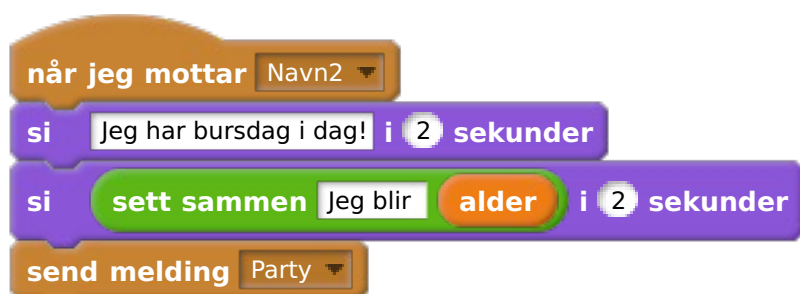 når jeg mottar Navn2
si Jeg har bursdag i dag! i 2 sekunder
si sett sammen Jeg blir alder i 2 sekunder
send melding Party